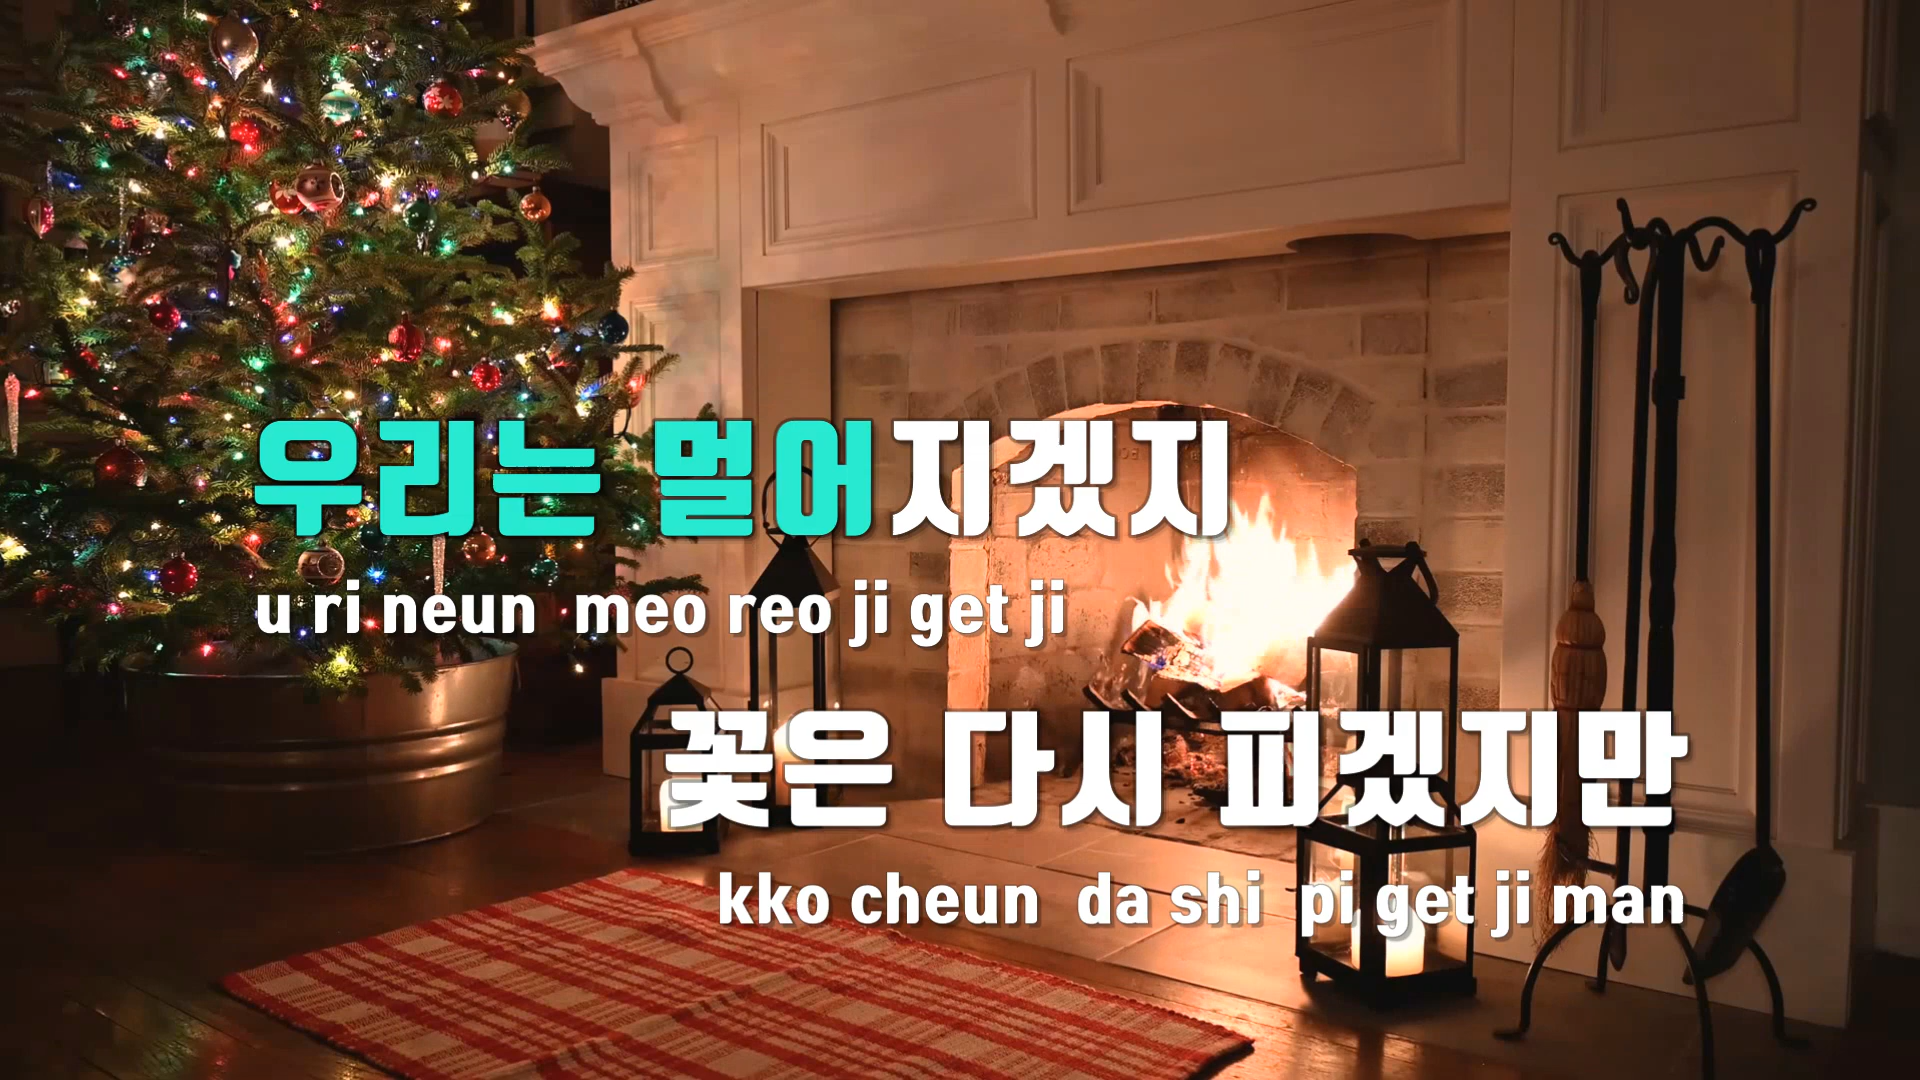 우리는 멀어지겠지
u ri neun meo reo ji get ji
꽃은 다시 피겠지만
kko cheun da shi pi get ji man